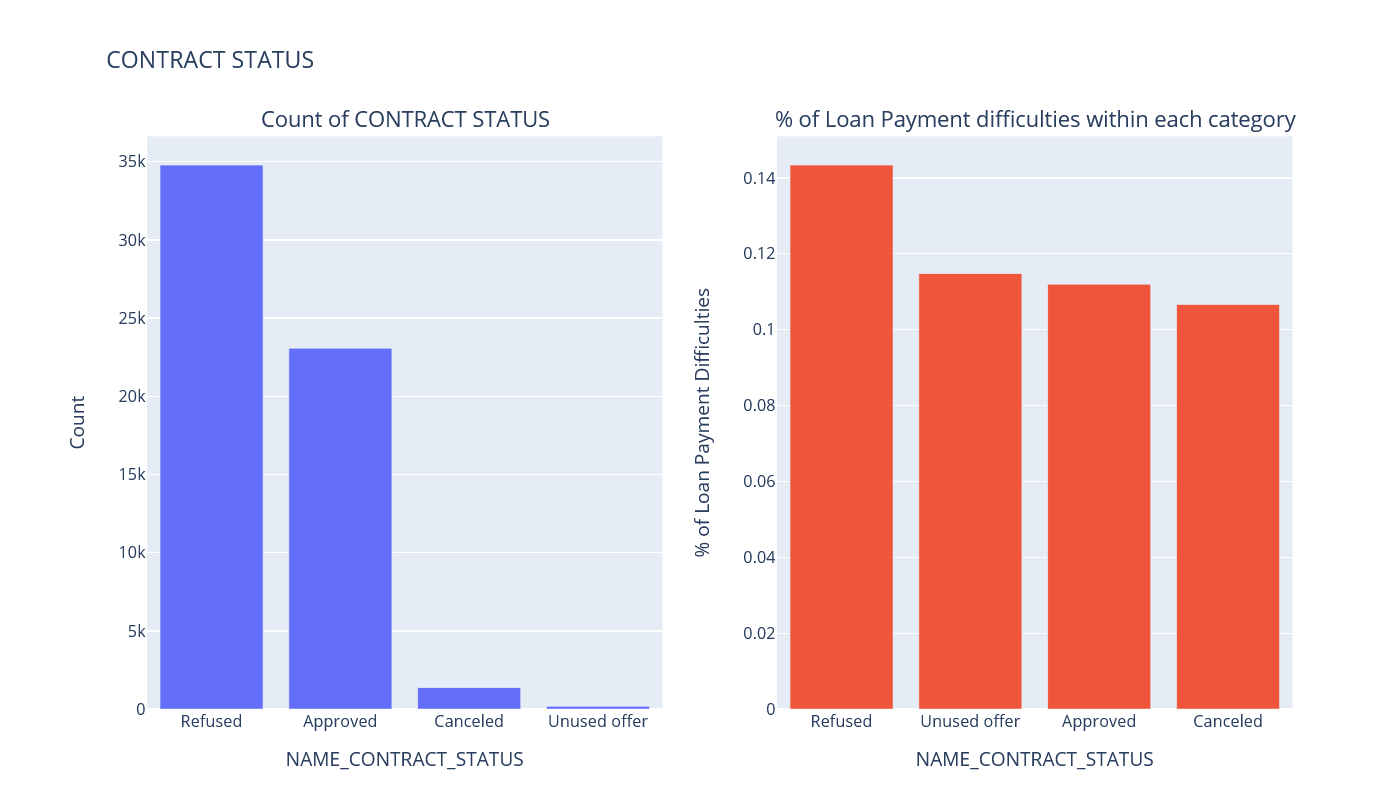 CONTRACT STATUS
Count of CONTRACT STATUS
35k
30k
25k
20k
15k
10k
5k
0
Count
Refused Approved Canceled Unused offer
NAME_CONTRACT_STATUS
% of Loan Payment difficulties within each category
0.14
0.12
0.1
0.08
0.06
0.04
0.02
0
% of Loan Payment Difficulties
Refused Unused offer Approved Canceled
NAME_CONTRACT_STATUS